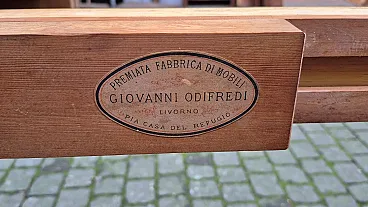 PREMIATA FABBRICA DI MOBILI
GIOVANNI ODIFREDI
LIVORNO
PIA CASA DEL REFUGIO